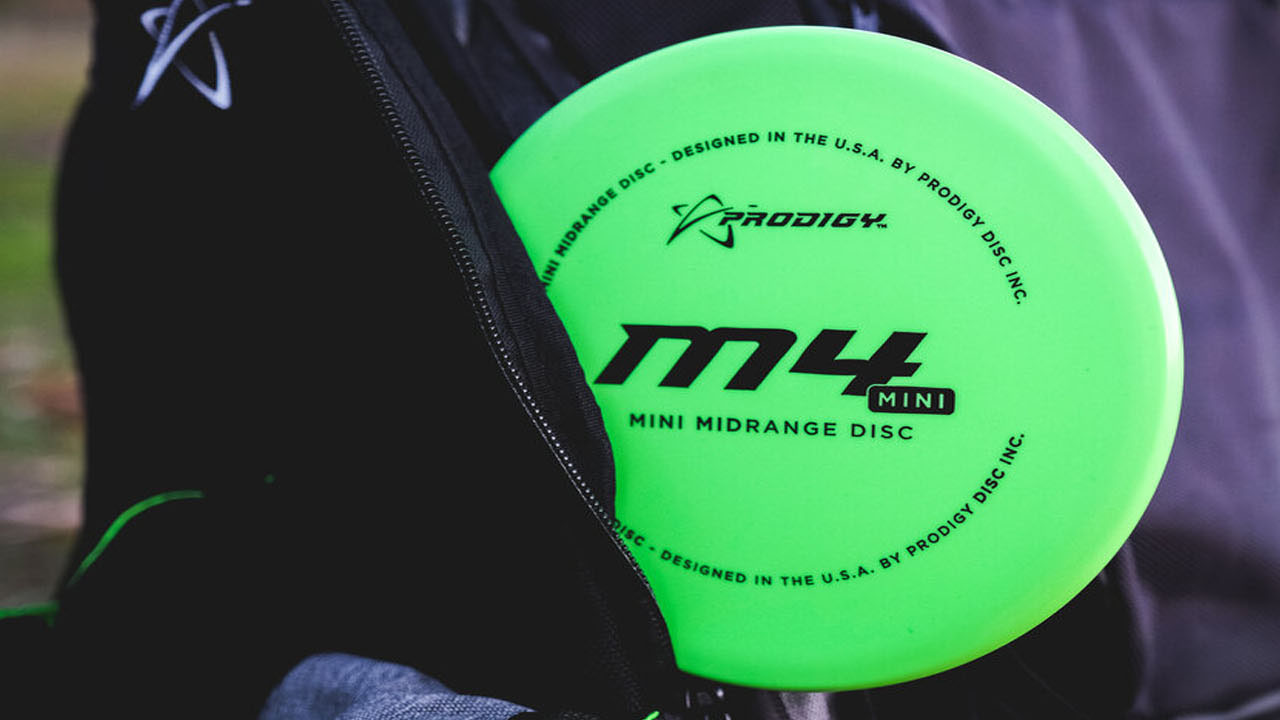 MINI MIDRANGE DISC - DESIGNED IN THE U.S.A. BY PRODIGY DISC INC.
PRODIGY™
M4
MINI
MINI MIDRANGE DISC
DISC - DESIGNED IN THE U.S.A. BY PRODIGY DISC INC.